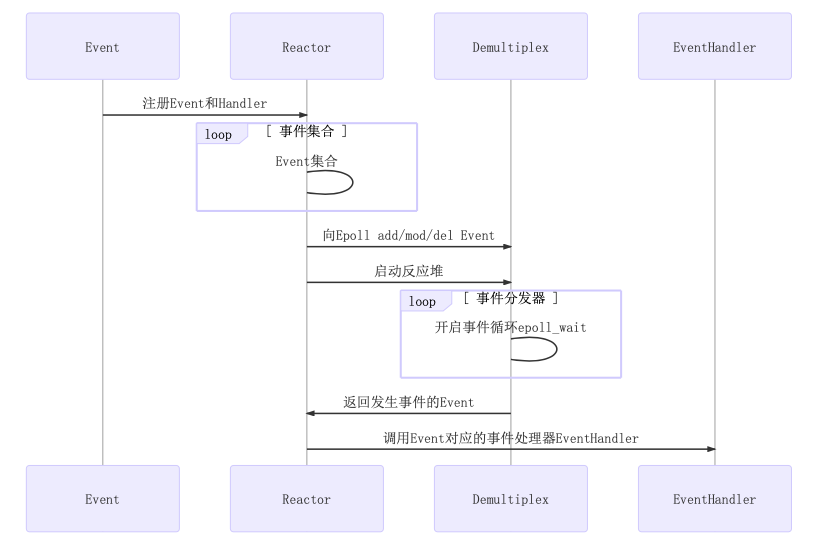 Event
Reactor
Demultiplex
EventHandler
注册Event和Handler
loop
[ 事件集合 ]
Event集合
向Epoll add/mod/del Event
启动反应堆
loop
[ 事件分发器 ]
开启事件循环epoll_wait
返回发生事件的Event
调用Event对应的事件处理器EventHandler
Event
Reactor
Demultiplex
EventHandler